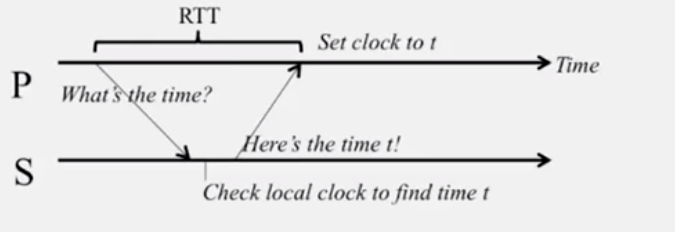 RTT
Set clock to t
P
Time
What's the time?
Here's the time t!
S
Check local clock to find time t